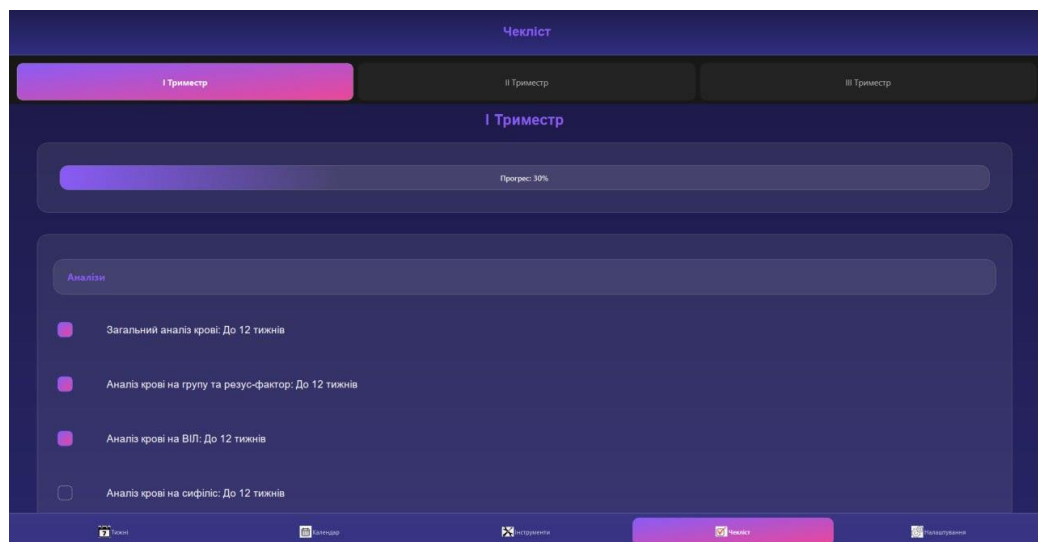 Чекліст
I Триместр
II Триместр
III Триместр
I Триместр
Прогрес: 30%
Аналізи
Загальний аналіз крові: До 12 тижнів
Аналіз крові на групу та резус-фактор: До 12 тижнів
Аналіз крові на ВІЛ: До 12 тижнів
Аналіз крові на сифіліс: До 12 тижнів
7 Тижні
Календар
Інструменти
Чекліст
Налаштування